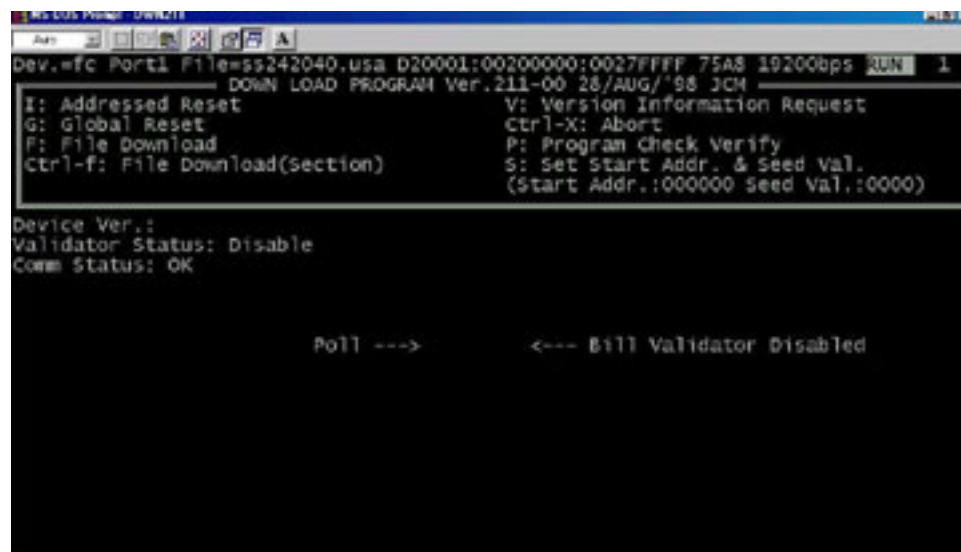 MS-DOS Prompt - DWN211
Auto A
Dev.=fc Port1 File=ss242040.usa D20001:00200000:0027FFFF 75A8 19200bps RUN 1
DOWN LOAD PROGRAM Ver.211-00 28/AUG/'98 JCM
I: Addressed Reset V: Version Information Request
G: Global Reset Ctrl-X: Abort
F: File Download P: Program Check Verify
Ctrl-f: File Download(Section) S: Set Start Addr. & Seed Val.
(Start Addr.:000000 Seed Val.:0000)
Device Ver.:
Validator Status: Disable
Comm Status: OK
Poll ---> <--- Bill Validator Disabled